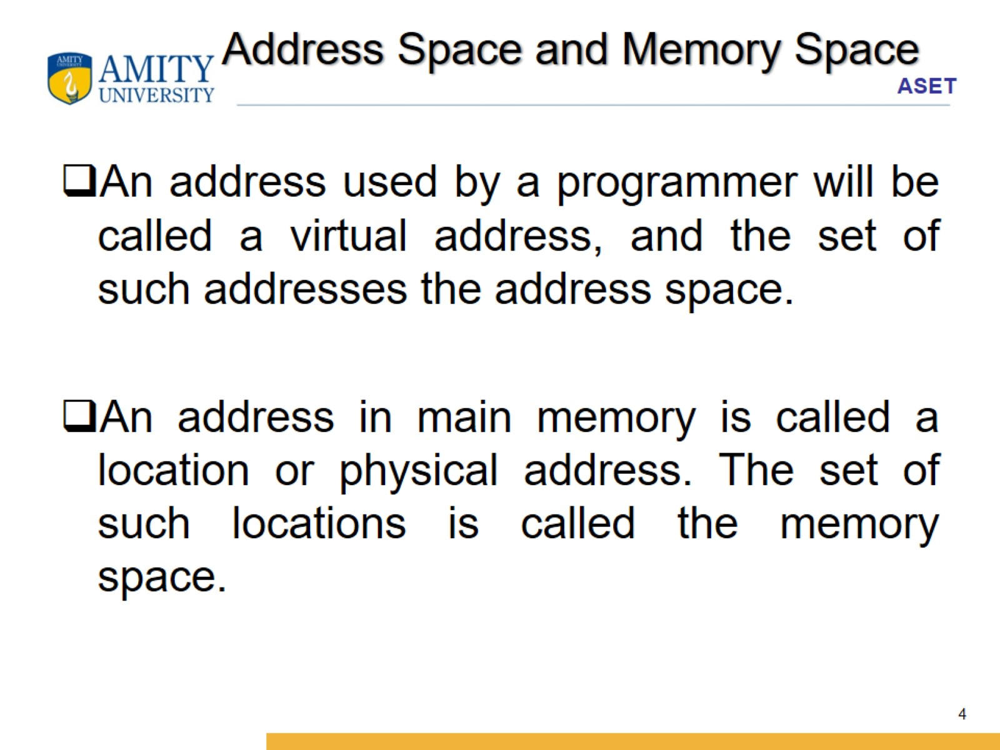 Address Space and Memory Space
AMITY
UNIVERSITY
AMITY
UNIVERSITY
ASET
❑An address used by a programmer will be
called a virtual address, and the set of
such addresses the address space.
❑An address in main memory is called a
location or physical address. The set of
such locations is called the memory
space.
4